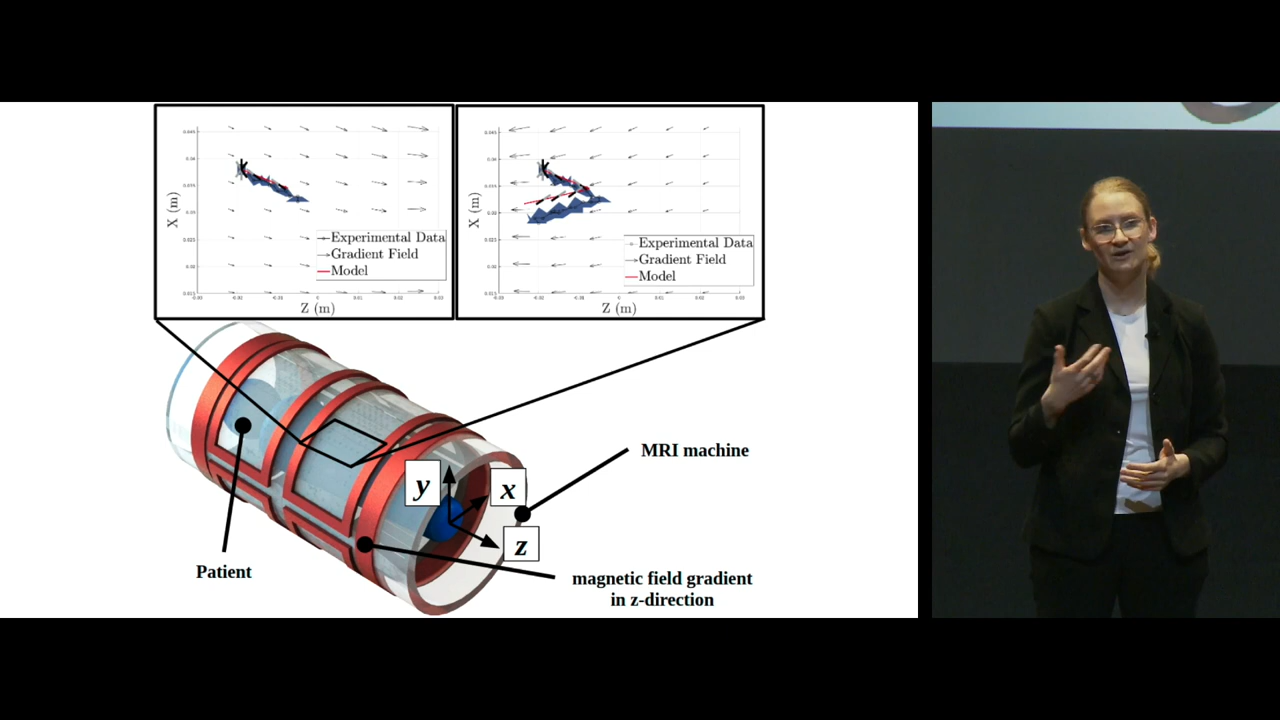 X (m)
Experimental Data
Gradient Field
Model
Z (m)
X (m)
Experimental Data
Gradient Field
Model
Z (m)
y
x
z
MRI machine
Patient
magnetic field gradient
in z-direction